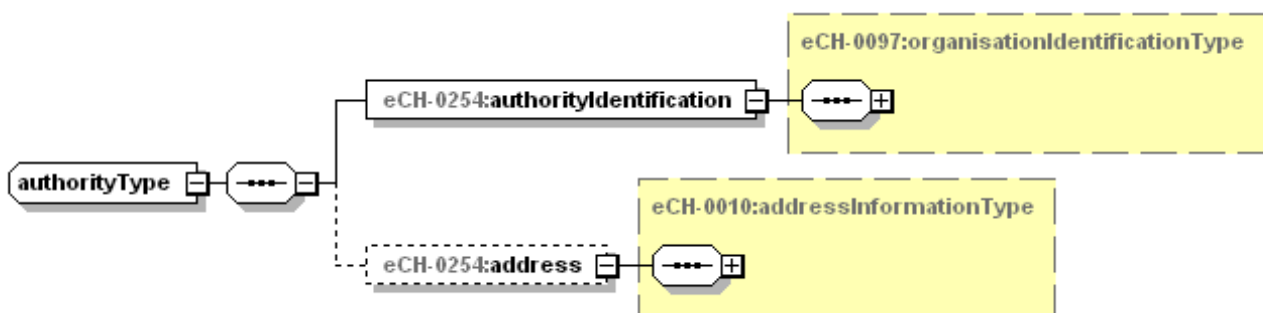 eCH-0097:organisationIdentificationType
eCH-0254:authorityIdentification
authorityType
eCH-0010:addressInformationType
eCH-0254:address